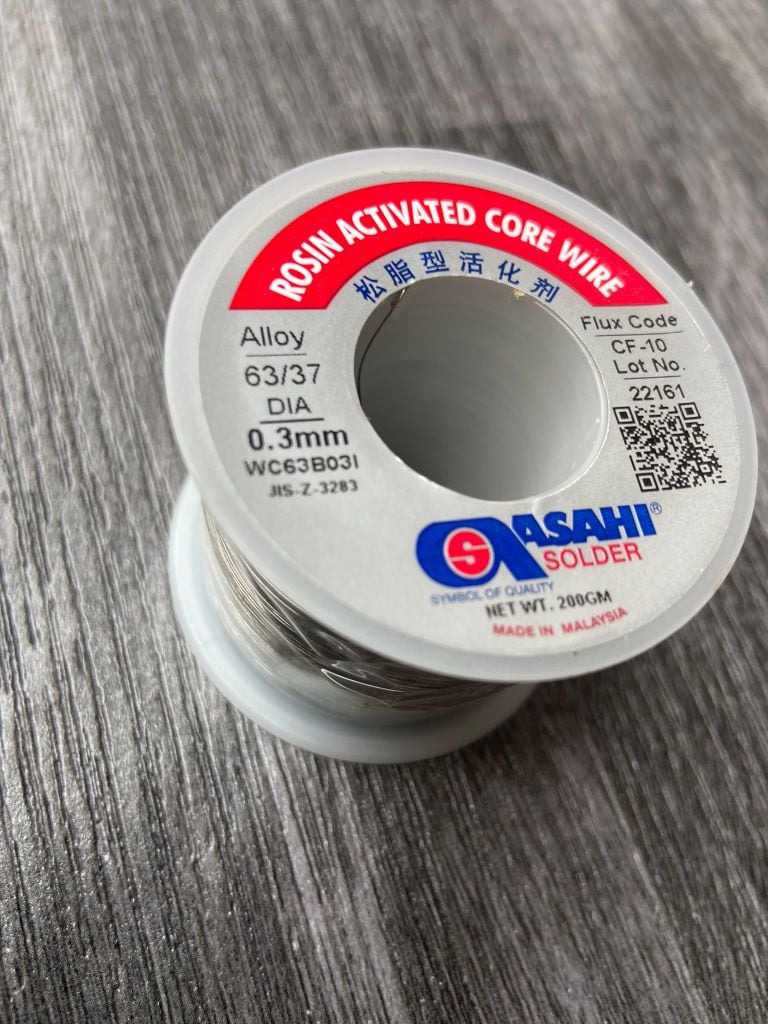 ROSIN ACTIVATED CORE WIRE
松脂型活化剂
Alloy
63/37
DIA
0.3mm
WC63B03I
JIS-Z-3283
Flux Code
CF-10
Lot No.
22161
ASAHI®
SOLDER
SYMBOL OF QUALITY
NET WT. 200GM
MADE IN MALAYSIA